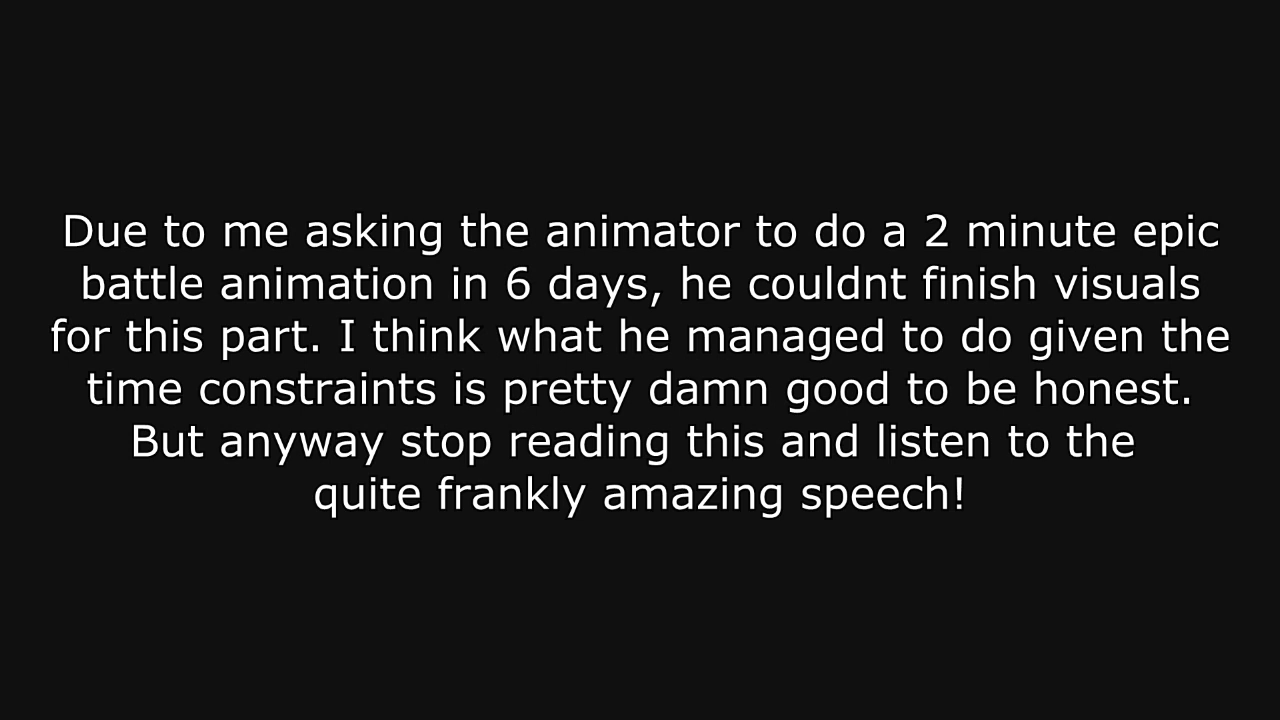 Due to me asking the animator to do a 2 minute epic
battle animation in 6 days, he couldnt finish visuals
for this part. I think what he managed to do given the
time constraints is pretty damn good to be honest.
But anyway stop reading this and listen to the
quite frankly amazing speech!